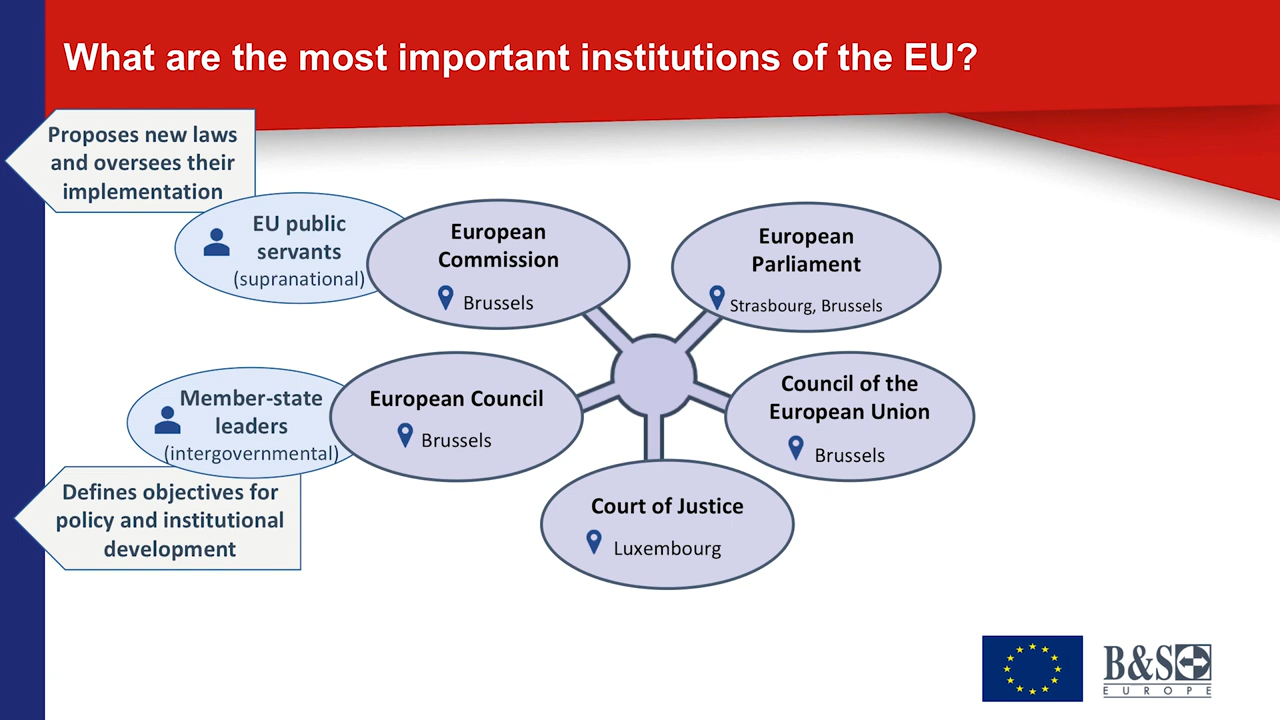 What are the most important institutions of the EU?
Proposes new laws
and oversees their
implementation
EU public
servants
(supranational)
European
Commission
Brussels
European
Parliament
Strasbourg, Brussels
Member-state
leaders
(intergovernmental)
European Council
Brussels
Council of the
European Union
Brussels
Defines objectives for
policy and institutional
development
Court of Justice
Luxembourg
B&S
EUROPE